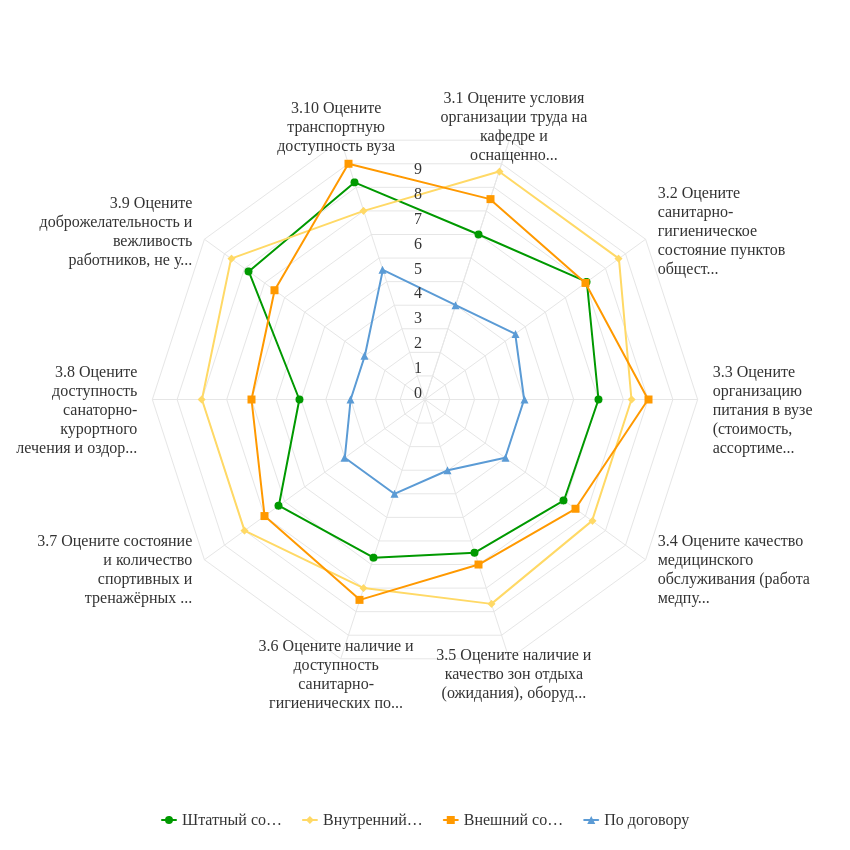 3.10 Оцените
транспортную
доступность вуза
3.1 Оцените условия
организации труда на
кафедре и
оснащенно...
3.2 Оцените
санитарно-
гигиеническое
состояние пунктов
общест...
3.3 Оцените
организацию
питания в вузе
(стоимость,
ассортиме...
3.4 Оцените качество
медицинского
обслуживания (работа
медпу...
3.5 Оцените наличие и
качество зон отдыха
(ожидания), оборуд...
3.6 Оцените наличие и
доступность
санитарно-
гигиенических по...
3.7 Оцените состояние
и количество
спортивных и
тренажёрных ...
3.8 Оцените
доступность
санаторно-
курортного
лечения и оздор...
3.9 Оцените
доброжелательность и
вежливость
работников, не у...
9
8
7
6
5
4
3
2
1
0
Штатный со…
Внутренний…
Внешний со…
По договору